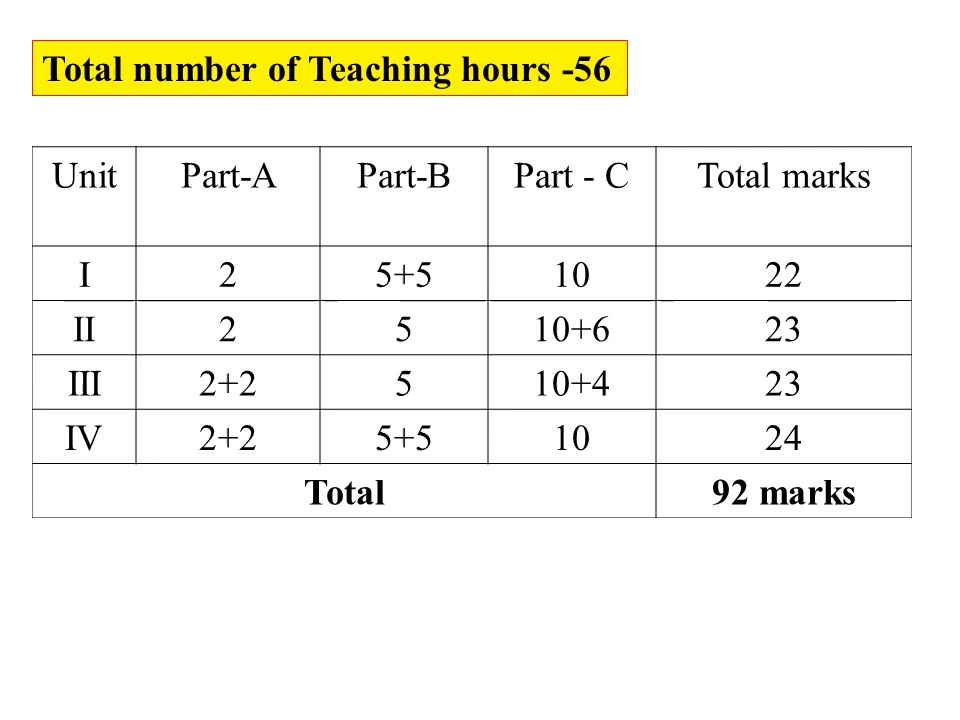 Total number of Teaching hours -56
Unit Part-A Part-B Part - C Total marks
I 2 5+5 10 22
II 2 5 10+6 23
III 2+2 5 10+4 23
IV 2+2 5+5 10 24
Total 92 marks